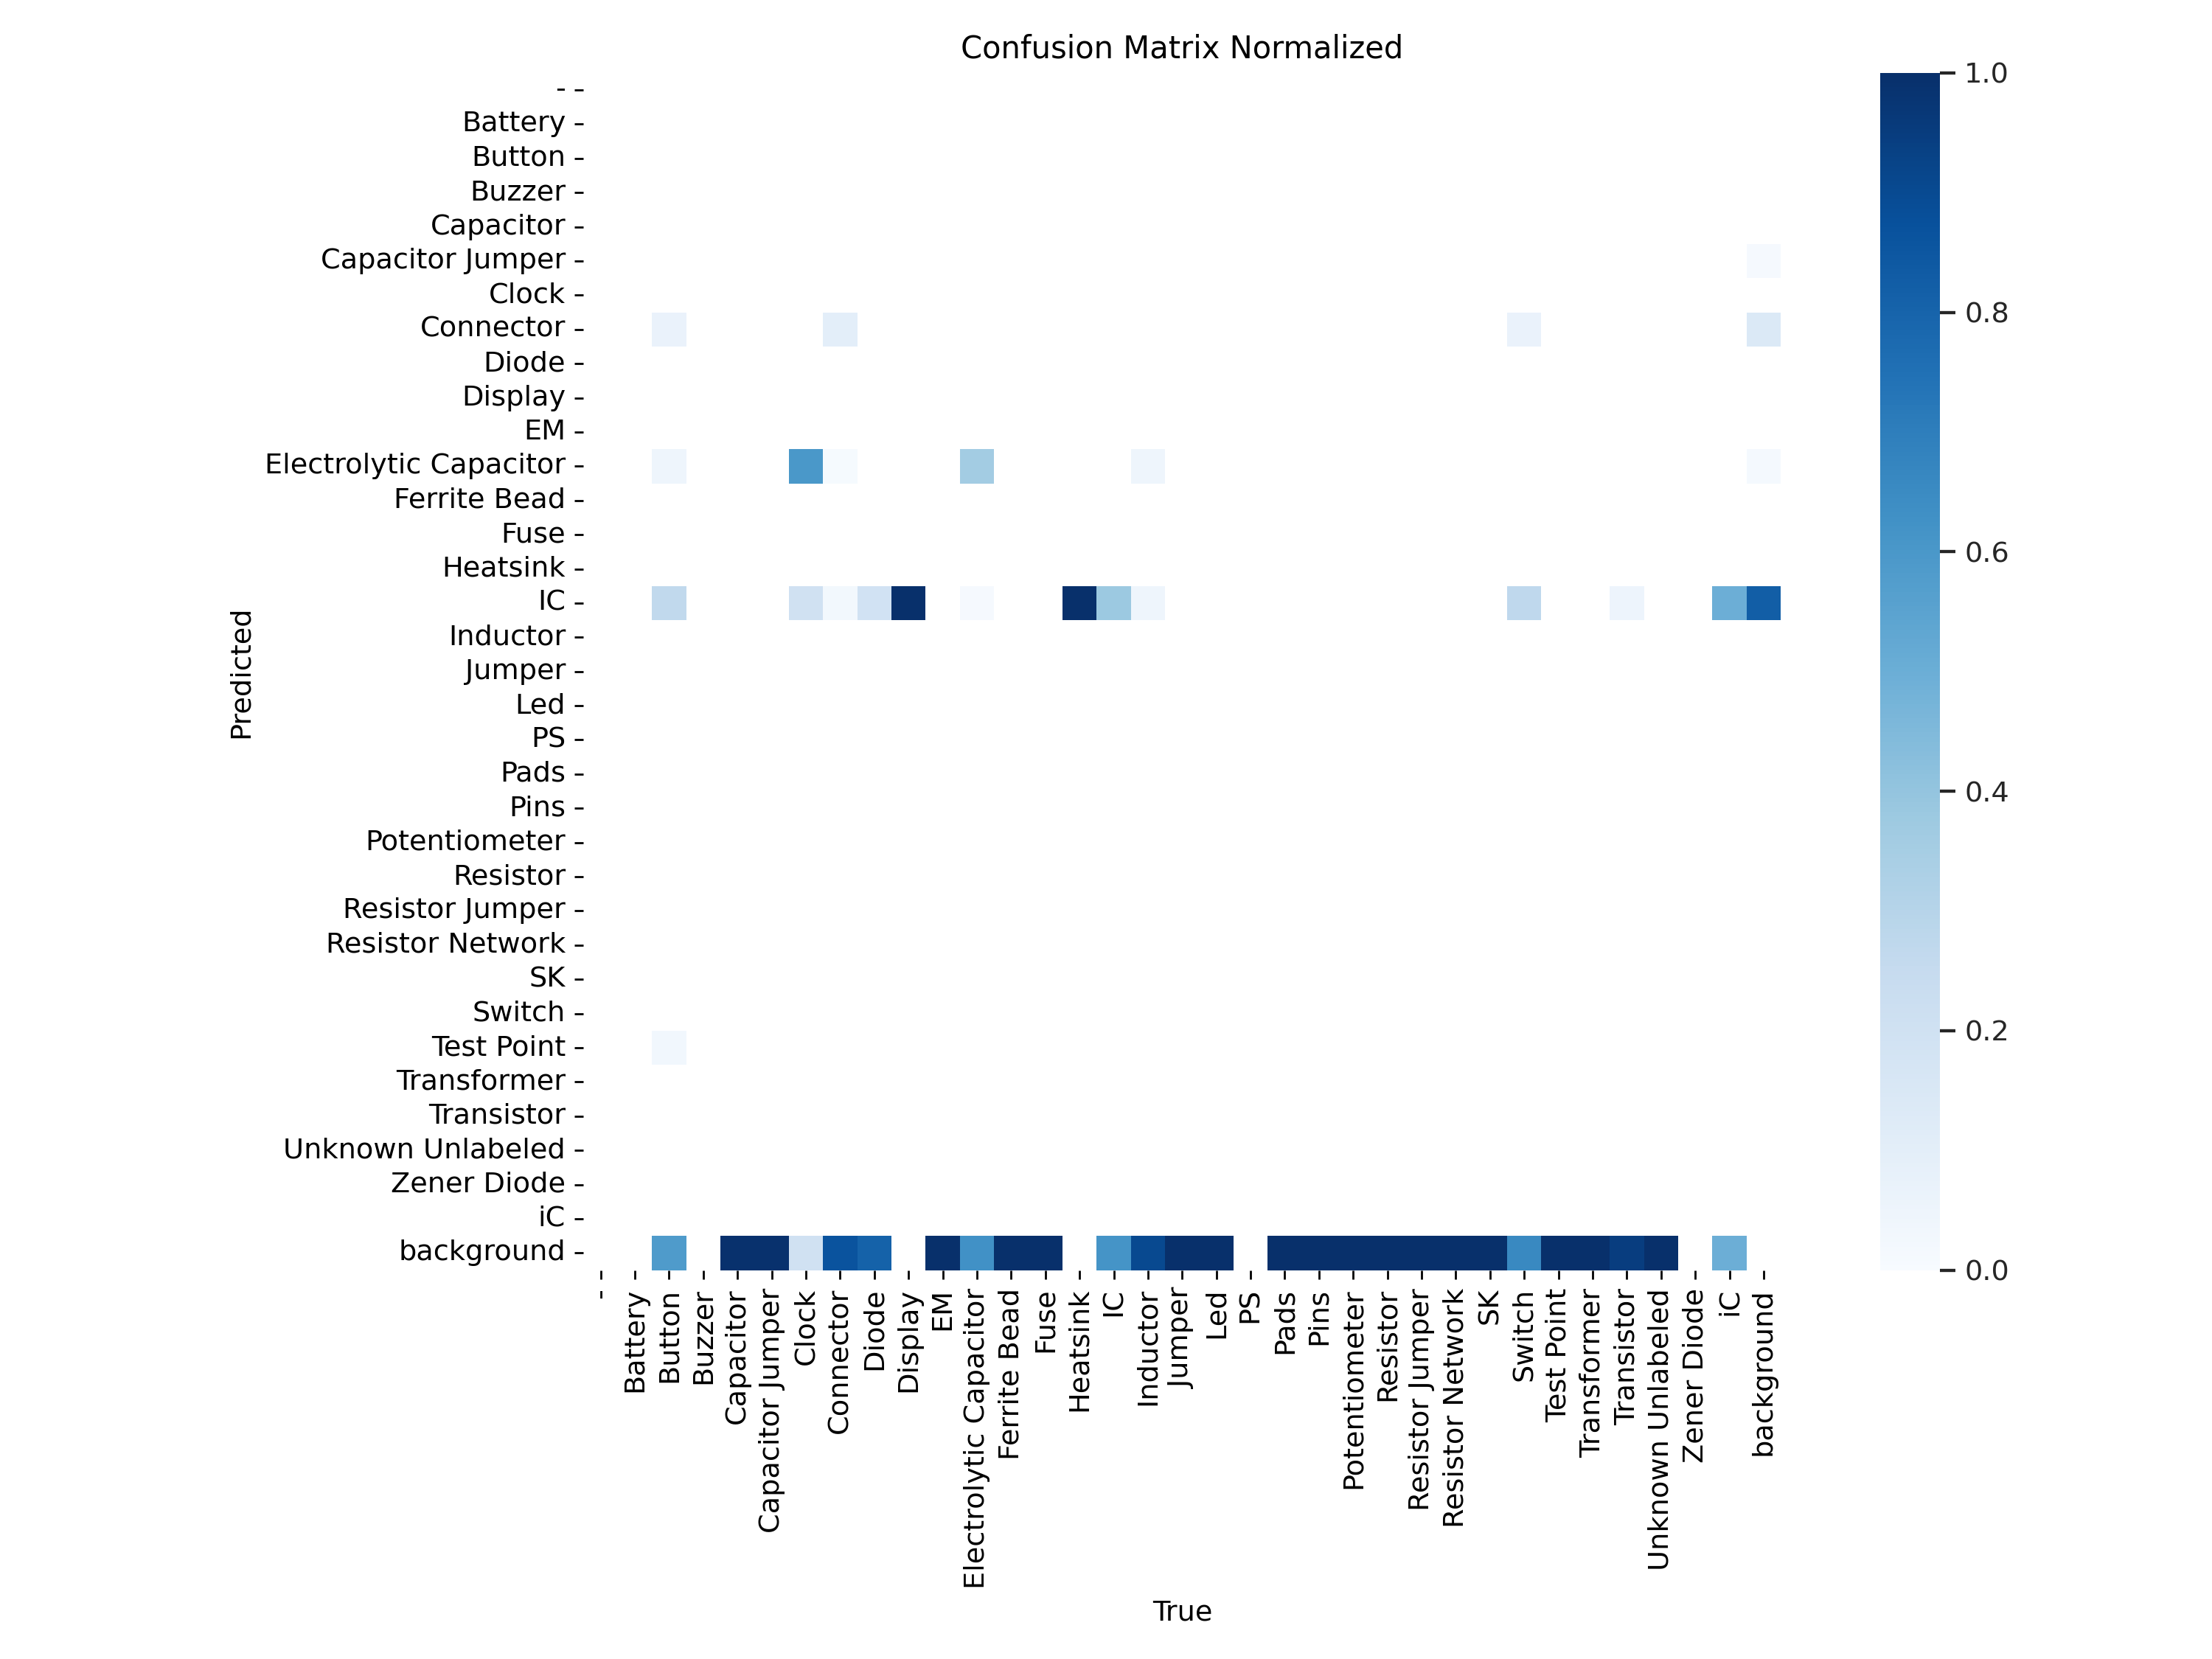 Confusion Matrix Normalized
-
Battery
Button
Buzzer
Capacitor
Capacitor Jumper
Clock
Connector
Diode
Display
EM
Electrolytic Capacitor
Ferrite Bead
Fuse
Heatsink
IC
Inductor
Jumper
Led
PS
Pads
Pins
Potentiometer
Resistor
Resistor Jumper
Resistor Network
SK
Switch
Test Point
Transformer
Transistor
Unknown Unlabeled
Zener Diode
iC
background
Predicted
-
Battery
Button
Buzzer
Capacitor
Capacitor Jumper
Clock
Connector
Diode
Display
EM
Electrolytic Capacitor
Ferrite Bead
Fuse
Heatsink
IC
Inductor
Jumper
Led
PS
Pads
Pins
Potentiometer
Resistor
Resistor Jumper
Resistor Network
SK
Switch
Test Point
Transformer
Transistor
Unknown Unlabeled
Zener Diode
iC
background
True
1.0
0.8
0.6
0.4
0.2
0.0